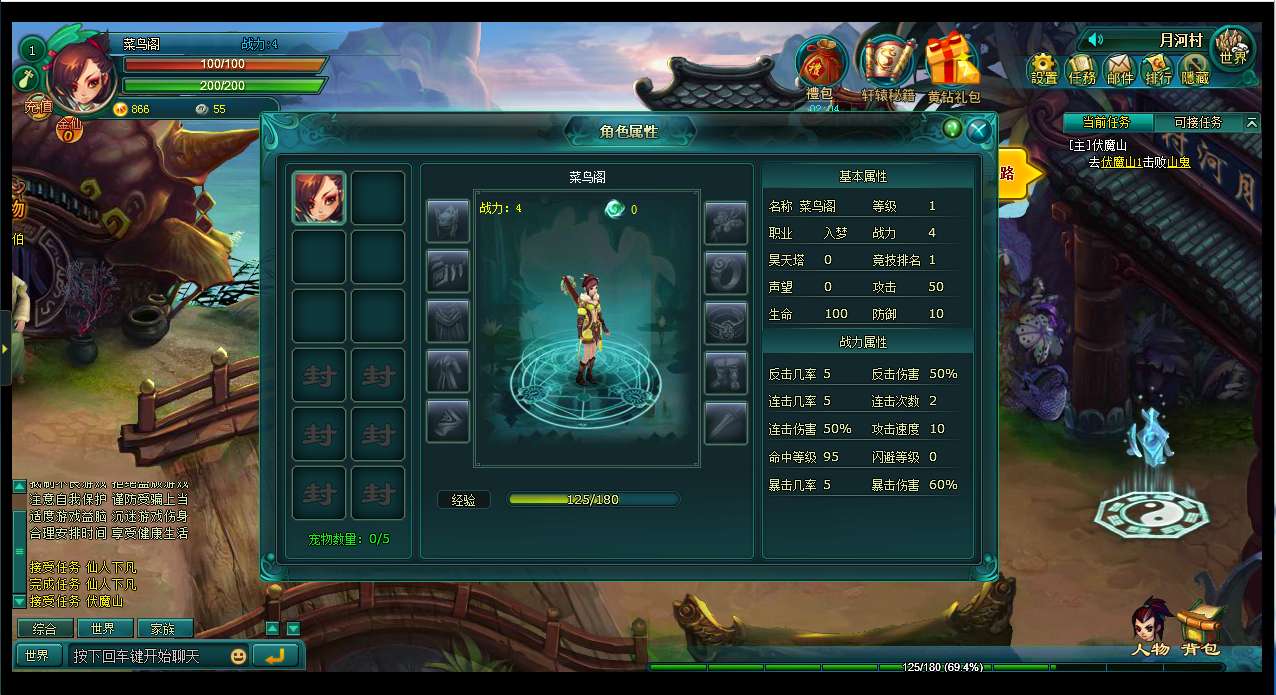 1
菜鸟阁
战力:4
100/100
200/200
充值
866
55
金仙
0
禮包
02:04
轩辕秘籍
黄钻礼包
月河村
世界
設置
任務
邮件
排行
隐藏
当前任务
可接任务
[主]伏魔山
去伏魔山1击败山鬼
路
月河村
物
伯
角色属性
封 封
封 封
封 封
宠物数量: 0/5
菜鸟阁
战力: 4
0
经验
125/180
基本属性
名称 菜鸟阁 等级 1
职业 入梦 战力 4
昊天塔 0 竞技排名 1
声望 0 攻击 50
生命 100 防御 10
战力属性
反击几率 5 反击伤害 50%
连击几率 5 连击次数 2
连击伤害 50% 攻击速度 10
命中等级 95 闪避等级 0
暴击几率 5 暴击伤害 60%
注意自我保护 谨防受骗上当
适度游戏益脑 沉迷游戏伤身
合理安排时间 享受健康生活
接受任务 仙人下凡
完成任务 仙人下凡
接受任务 伏魔山
综合
世界
家族
世界
按下回车键开始聊天
人物
背包
125/180 (69.4%)